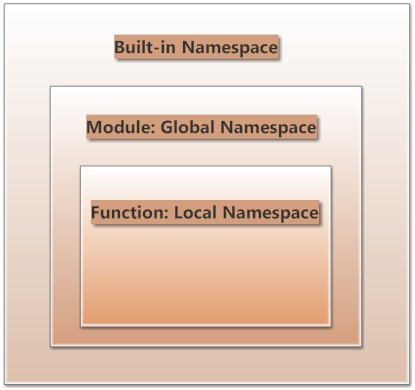 Built-in Namespace
Module: Global Namespace
Function: Local Namespace